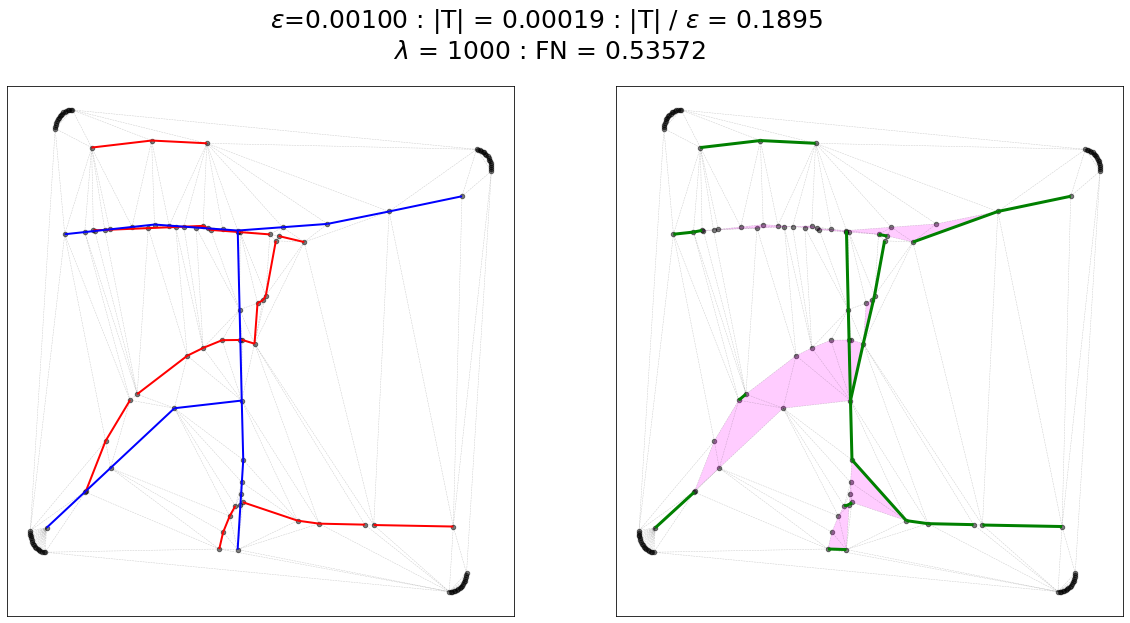 ε=0.00100 : |T| = 0.00019 : |T| / ε = 0.1895
λ = 1000 : FN = 0.53572